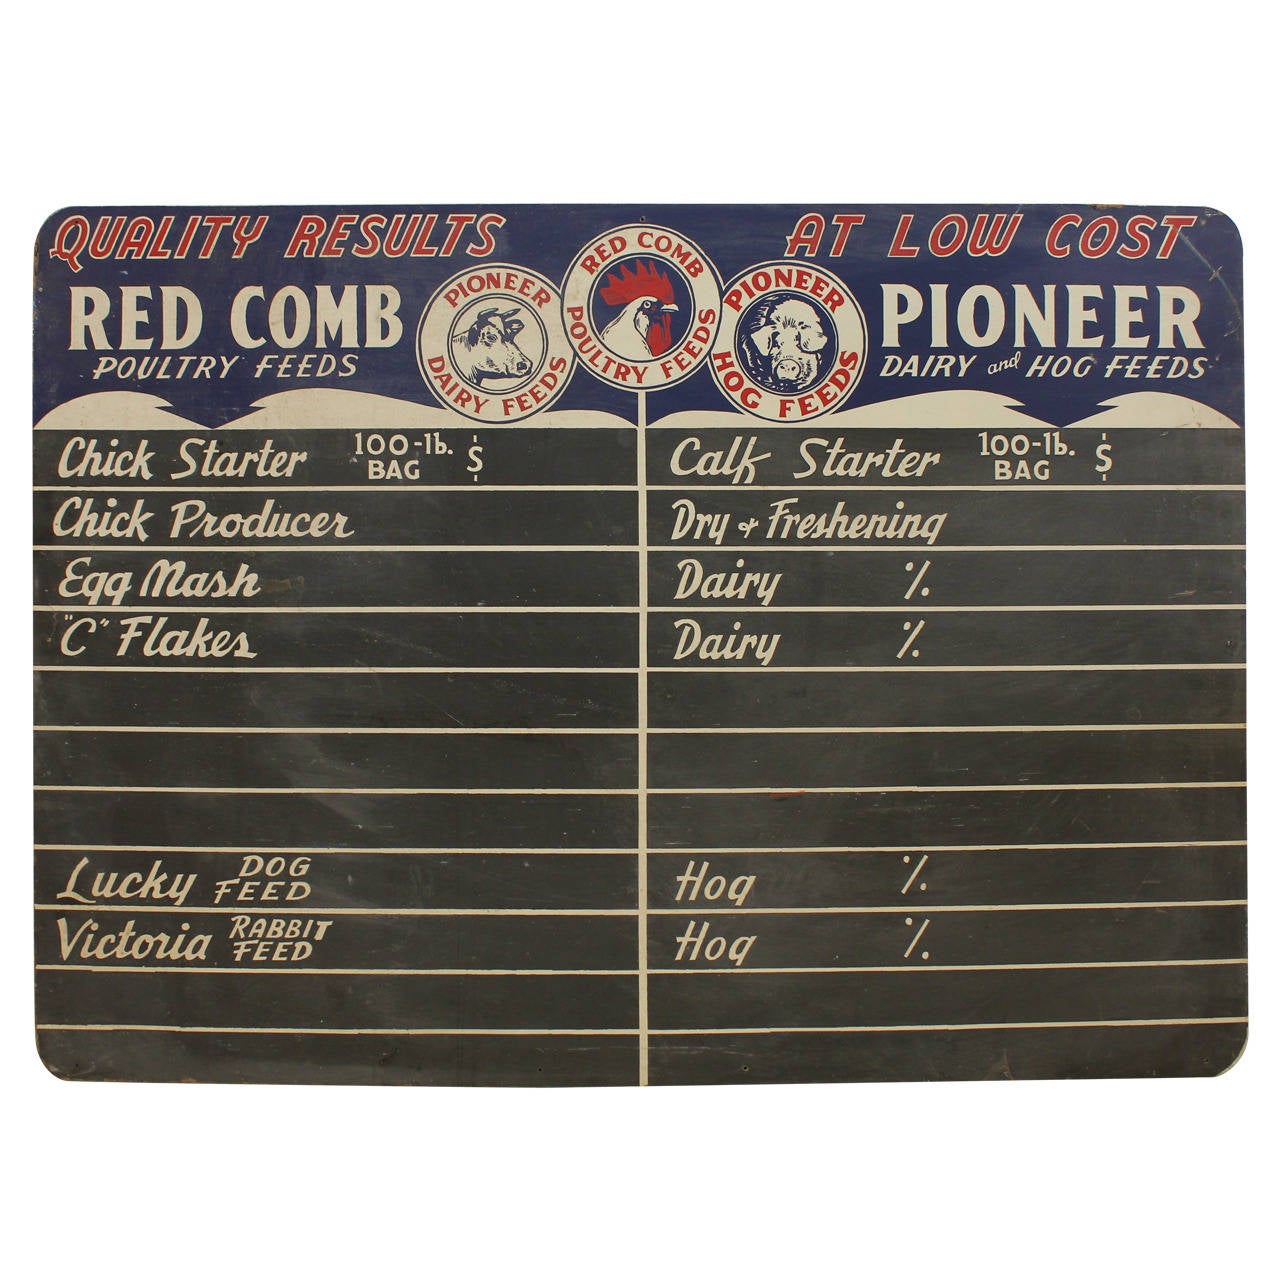 QUALITY RESULTS AT LOW COST
RED COMB
POULTRY FEEDS
PIONEER
DAIRY FEEDS
RED COMB
POULTRY FEEDS
PIONEER
HOG FEEDS
PIONEER
DAIRY and HOG FEEDS
Chick Starter 100-lb. BAG $
Chick Producer
Egg Mash
"C" Flakes
Lucky DOG FEED
Victoria RABBIT FEED
Calf Starter 100-lb. BAG $
Dry & Freshening
Dairy %
Dairy %
Hog %
Hog %